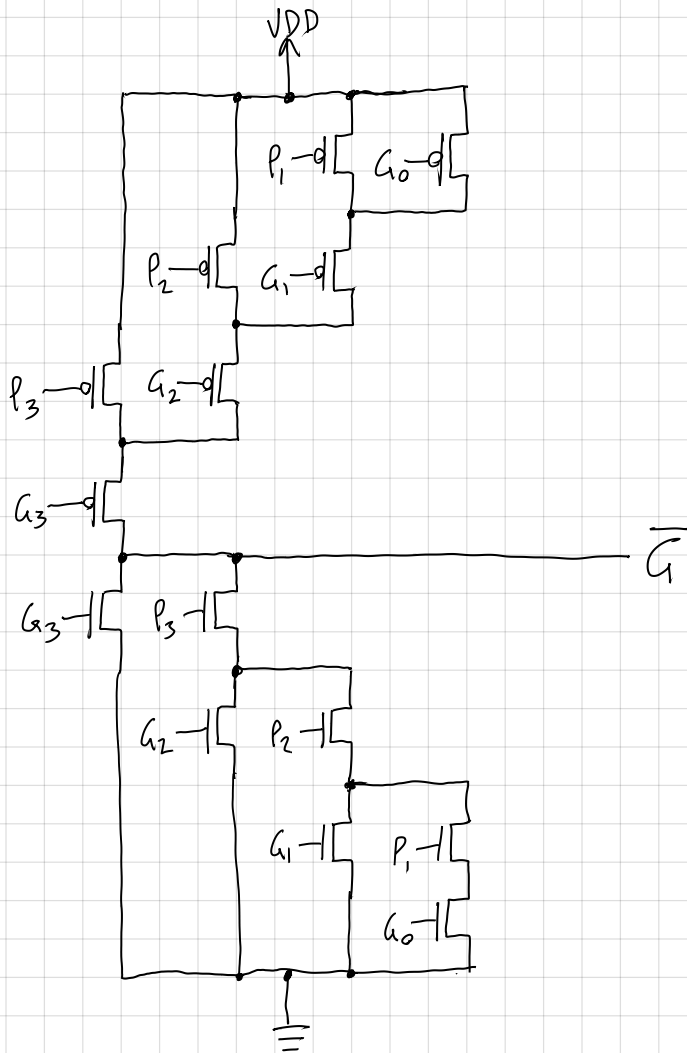 VDD
P₁ G₀
P₂ G₁
P₃ G₂
G₃
G̅
G₃ P₃
G₂ P₂
G₁ P₁
G₀